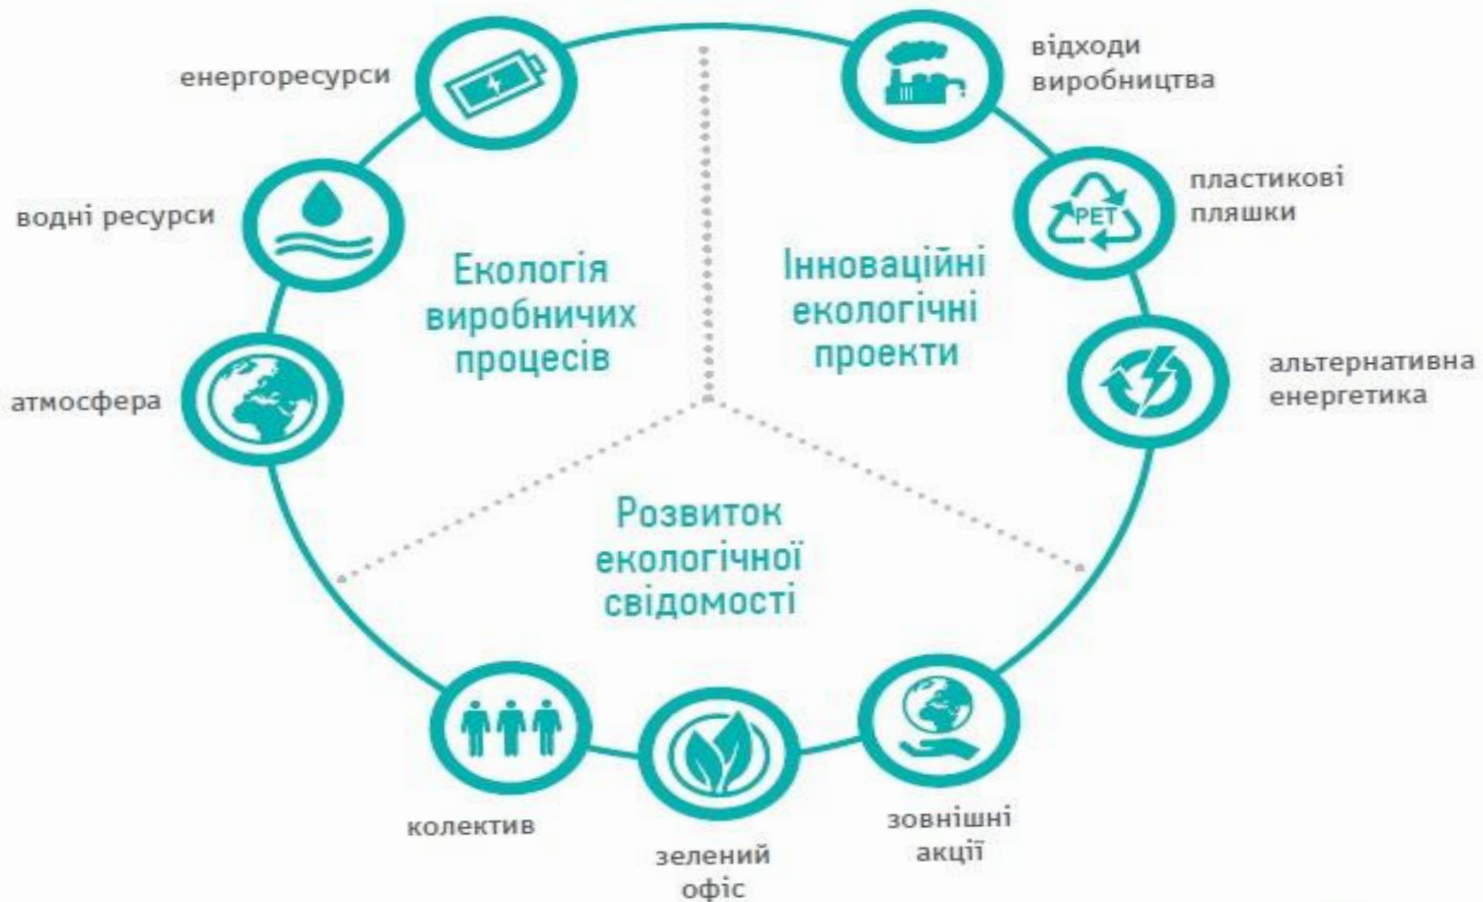 енергоресурси
водні ресурси
атмосфера
Екологія
виробничих
процесів
відходи
виробництва
пластикові
пляшки
PET
альтернативна
енергетика
Інноваційні
екологічні
проекти
Розвиток
екологічної
свідомості
колектив
зелений
офіс
зовнішні
акції